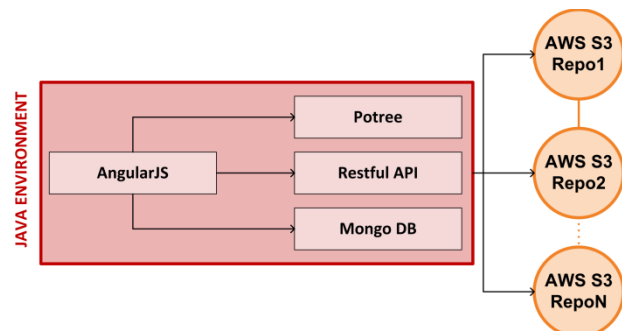 JAVA ENVIRONMENT
AngularJS
Potree
Restful API
Mongo DB
AWS S3
Repo1
AWS S3
Repo2
AWS S3
RepoN